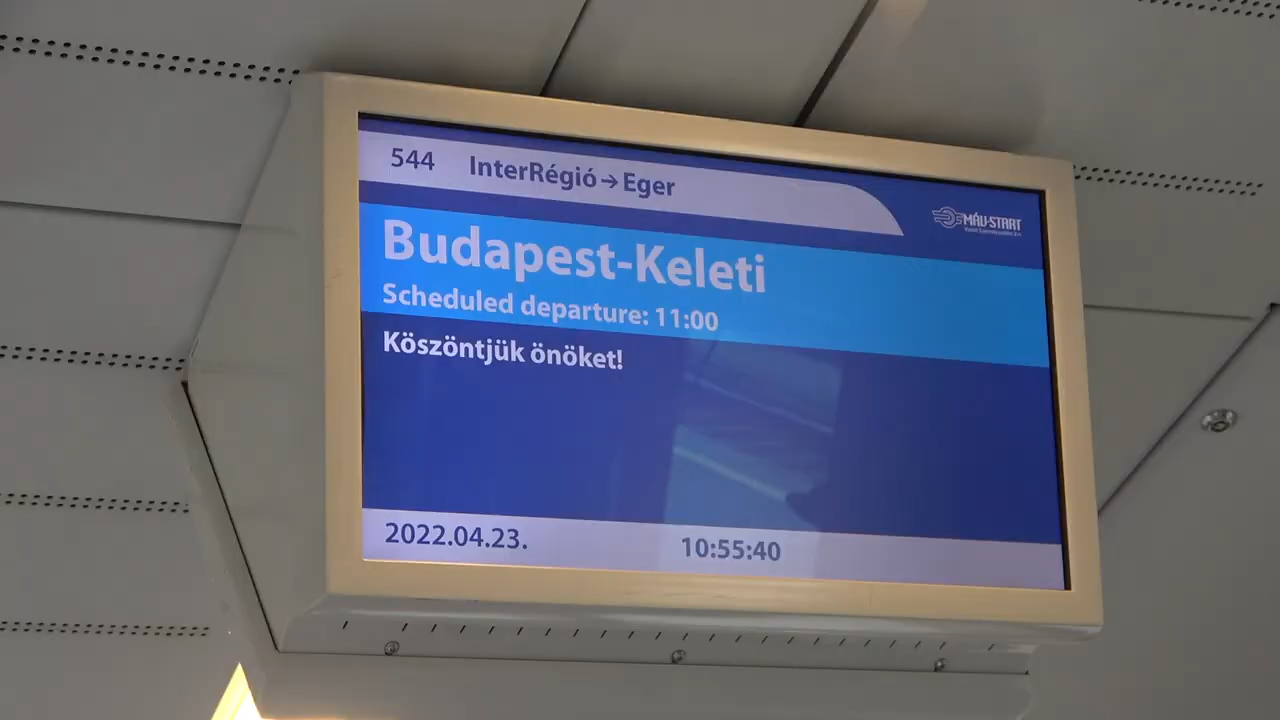 544 InterRégió → Eger
MÁV-START
Budapest-Keleti
Scheduled departure: 11:00
Köszöntjük önöket!
2022.04.23. 10:55:40